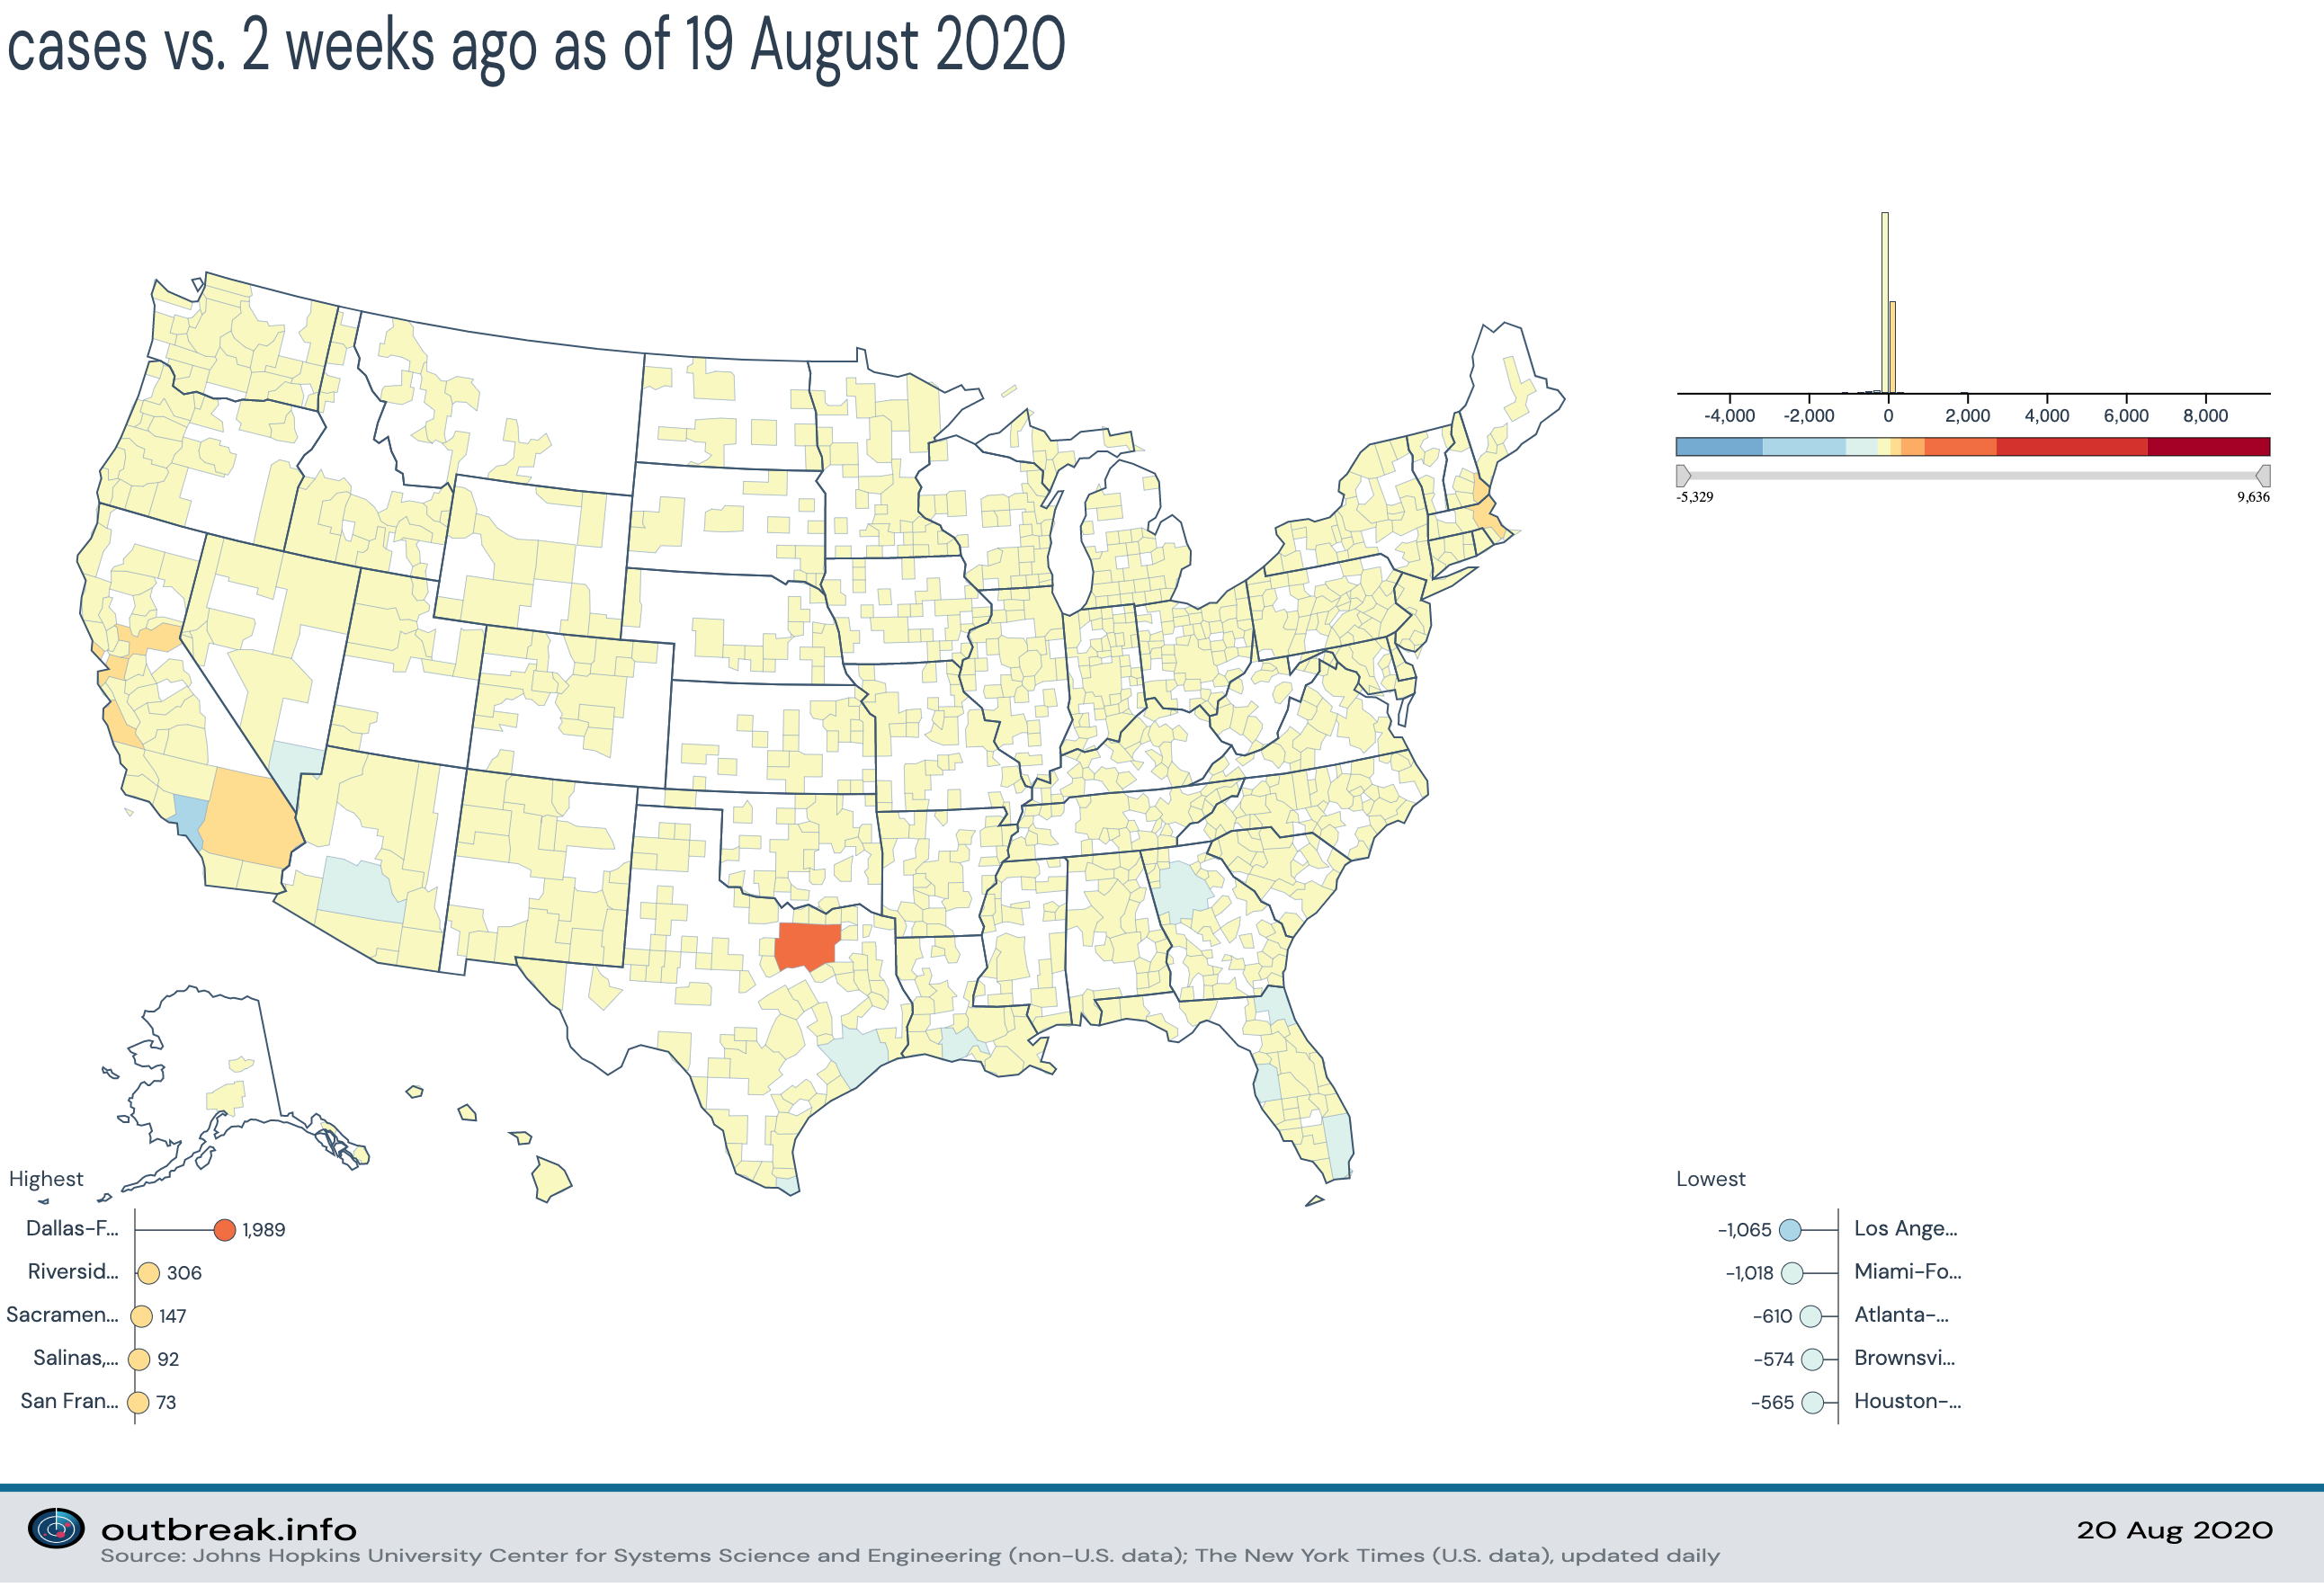 cases vs. 2 weeks ago as of 19 August 2020
-4,000 -2,000 0 2,000 4,000 6,000 8,000
-5,329 9,636
Highest
Dallas-F... 1,989
Riversid... 306
Sacramen... 147
Salinas,... 92
San Fran... 73
Lowest
-1,065 Los Ange...
-1,018 Miami-Fo...
-610 Atlanta-...
-574 Brownsvi...
-565 Houston-...
outbreak.info
20 Aug 2020
Source: Johns Hopkins University Center for Systems Science and Engineering (non-U.S. data); The New York Times (U.S. data), updated daily